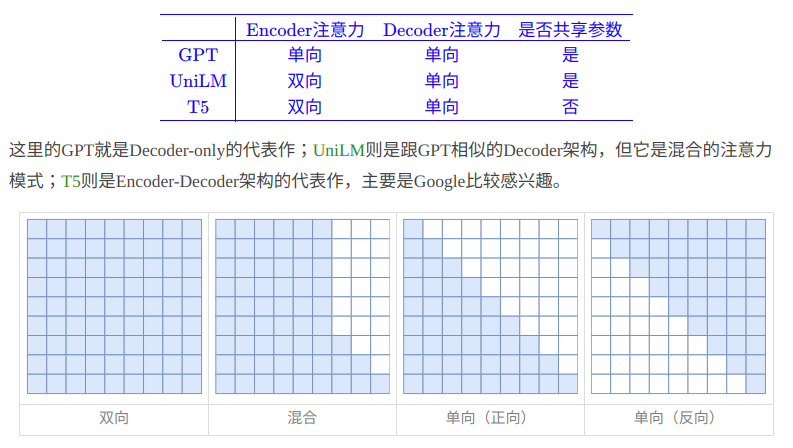 Encoder注意力 Decoder注意力 是否共享参数
GPT 单向 单向 是
UniLM 双向 单向 是
T5 双向 单向 否
这里的GPT就是Decoder-only的代表作；UniLM则是跟GPT相似的Decoder架构，但它是混合的注意力
模式；T5则是Encoder-Decoder架构的代表作，主要是Google比较感兴趣。
双向 混合 单向（正向） 单向（反向）